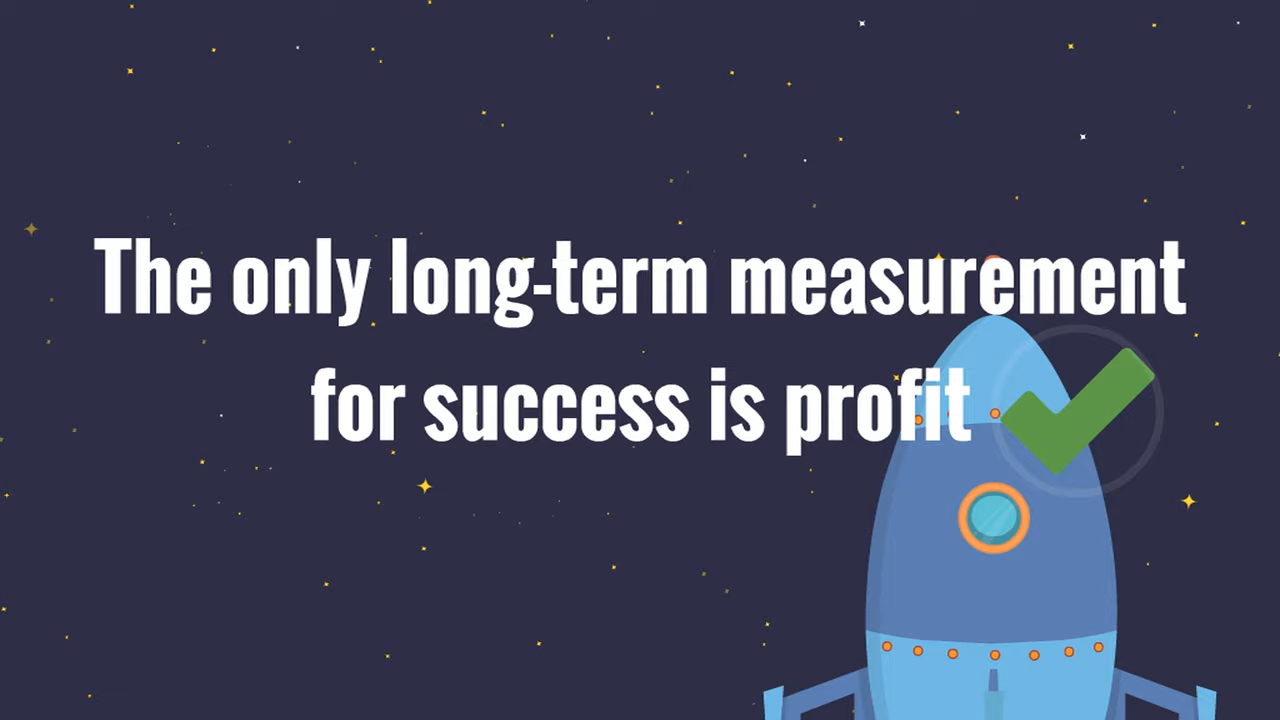 The only long-term measurement
for success is profit